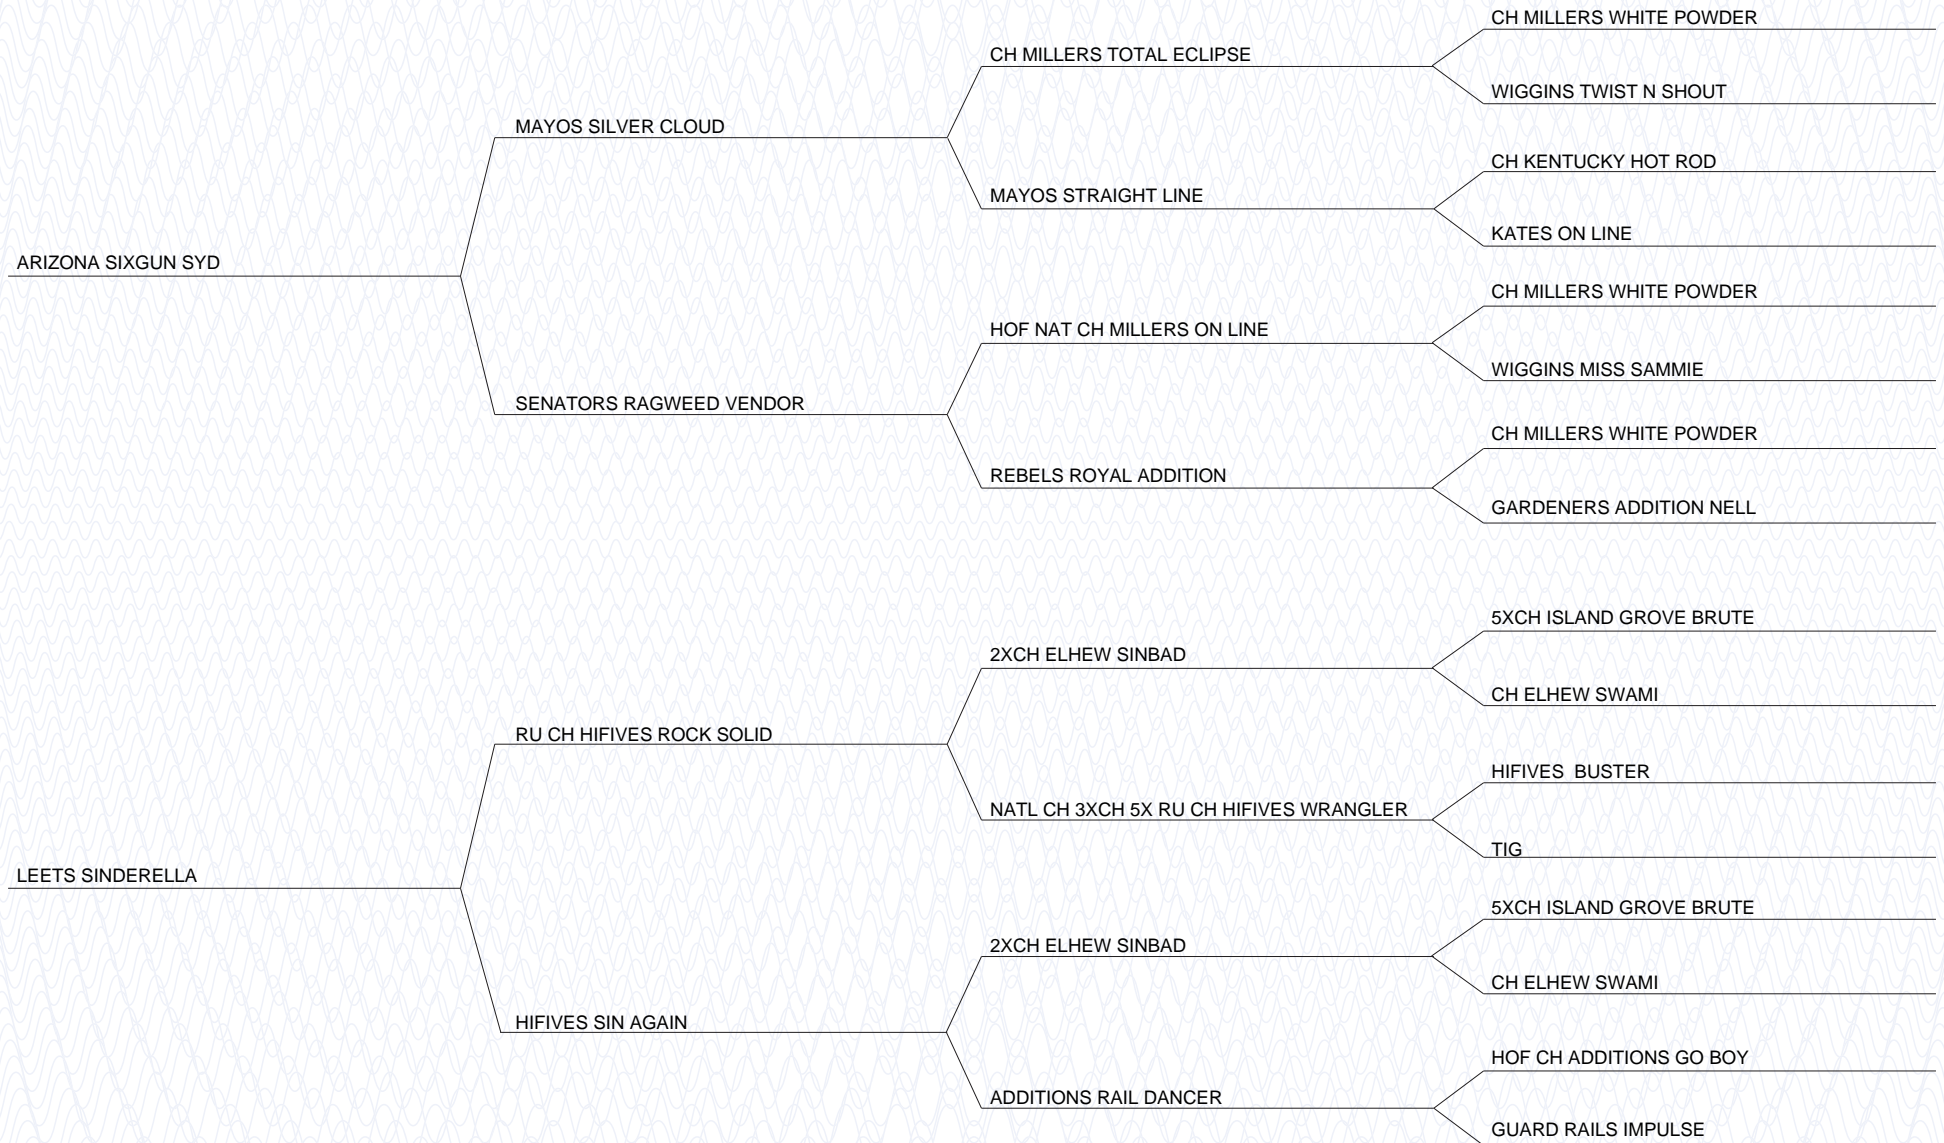 CH MILLERS WHITE POWDER
CH MILLERS TOTAL ECLIPSE
WIGGINS TWIST N SHOUT
MAYOS SILVER CLOUD
CH KENTUCKY HOT ROD
MAYOS STRAIGHT LINE
KATES ON LINE
ARIZONA SIXGUN SYD
CH MILLERS WHITE POWDER
HOF NAT CH MILLERS ON LINE
WIGGINS MISS SAMMIE
SENATORS RAGWEED VENDOR
CH MILLERS WHITE POWDER
REBELS ROYAL ADDITION
GARDENERS ADDITION NELL
5XCH ISLAND GROVE BRUTE
2XCH ELHEW SINBAD
CH ELHEW SWAMI
RU CH HIFIVES ROCK SOLID
HIFIVES  BUSTER
NATL CH 3XCH 5X RU CH HIFIVES WRANGLER
TIG
LEETS SINDERELLA
5XCH ISLAND GROVE BRUTE
2XCH ELHEW SINBAD
CH ELHEW SWAMI
HIFIVES SIN AGAIN
HOF CH ADDITIONS GO BOY
ADDITIONS RAIL DANCER
GUARD RAILS IMPULSE